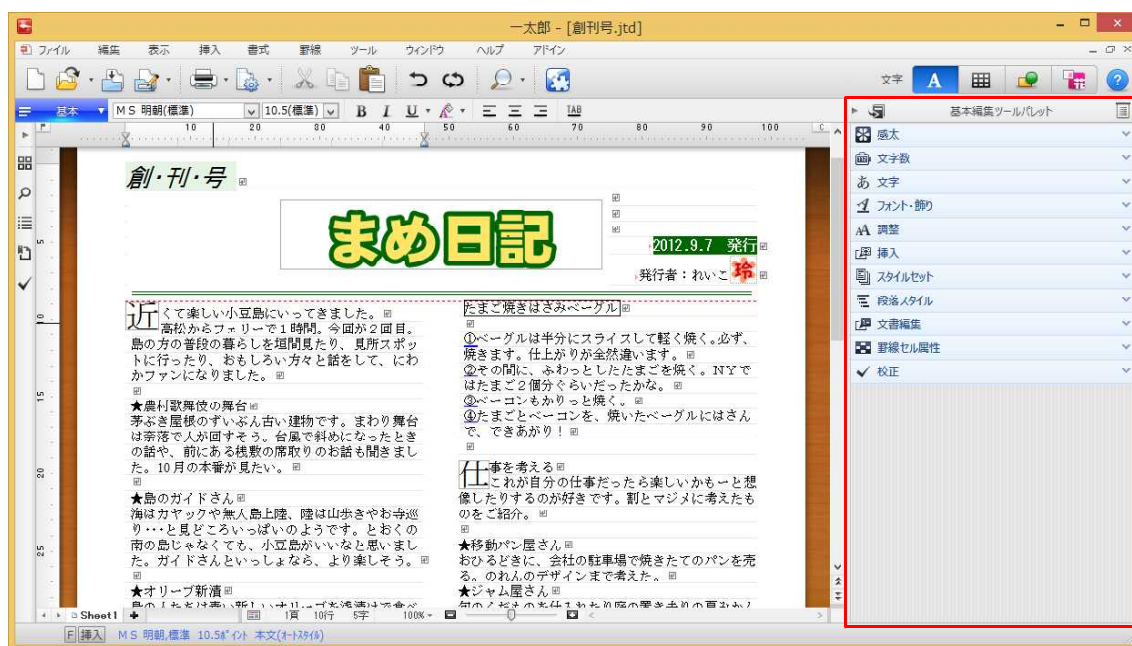 一太郎 - [創刊号.jtd]
ファイル 編集 表示 挿入 書式 罫線 ツール ウィンドウ ヘルプ アドイン
文字 A
基本 ＭＳ 明朝(標準) 10.5(標準) B I U TAB
基本編集ツールパレット
10 20 30 40 50 60 70 80 90 100
感太
文字数
文字
フォント・飾り
調整
挿入
スタイルセット
段落スタイル
文書編集
罫線セル属性
校正
創・刊・号
まめ日記
2012.9.7 発行
発行者：れいこ 玲
近くて楽しい小豆島にいってきました。
高松からフェリーで１時間。今回が２回目。
島の方の普段の暮らしを垣間見たり、見所スポッ
トに行ったり、おもしろい方々と話をして、にわ
かファンになりました。
★農村歌舞伎の舞台
茅ぶき屋根のずいぶん古い建物です。まわり舞台
は奈落で人が回すそう。台風で斜めになったとき
の話や、前にある桟敷の席取りのお話も聞きまし
た。10月の本番が見たい。
★島のガイドさん
海はカヤックや無人島上陸、陸は山歩きやお寺巡
り・・・と見どころいっぱいのようです。とおくの
南の島じゃなくても、小豆島がいいなと思いまし
た。ガイドさんといっしょなら、より楽しそう。
★オリーブ新漬
たまご焼きはさみベーグル
①ベーグルは半分にスライスして軽く焼く。必ず、
焼きます。仕上がりが全然違います。
②その間に、ふわっとしたたまごを焼く。ＮＹで
はたまご２個分ぐらいだったかな。
③ベーコンもかりっと焼く。
④たまごとベーコンを、焼いたベーグルにはさん
で、できあがり！
仕事を考える
これが自分の仕事だったら楽しいかもーと想
像したりするのが好きです。割とマジメに考えたも
のをご紹介。
★移動パン屋さん
おひるどきに、会社の駐車場で焼きたてのパンを売
る。のれんのデザインまで考えた。
★ジャム屋さん
Sheet1 1頁 10行 5字 100%
F 挿入 ＭＳ 明朝,標準 10.5ポイント 本文(オートスタイル)